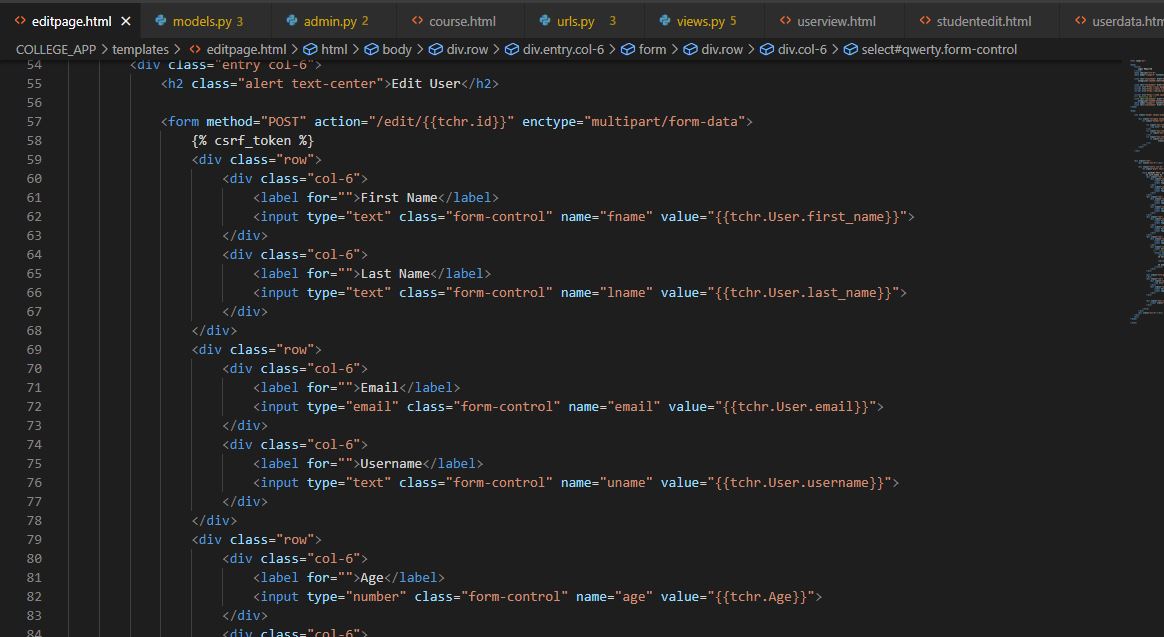 editpage.html models.py 3 admin.py 2 course.html urls.py 3 views.py 5 userview.html studentedit.html userdata.htm
COLLEGE_APP > templates > editpage.html > html > body > div.row > div.entry.col-6 > form > div.row > div.col-6 > select#qwerty.form-control
54 <div class="entry col-6">
55 <h2 class="alert text-center">Edit User</h2>
56
57 <form method="POST" action="/edit/{{tchr.id}}" enctype="multipart/form-data">
58 {% csrf_token %}
59 <div class="row">
60 <div class="col-6">
61 <label for="">First Name</label>
62 <input type="text" class="form-control" name="fname" value="{{tchr.User.first_name}}">
63 </div>
64 <div class="col-6">
65 <label for="">Last Name</label>
66 <input type="text" class="form-control" name="lname" value="{{tchr.User.last_name}}">
67 </div>
68 </div>
69 <div class="row">
70 <div class="col-6">
71 <label for="">Email</label>
72 <input type="email" class="form-control" name="email" value="{{tchr.User.email}}">
73 </div>
74 <div class="col-6">
75 <label for="">Username</label>
76 <input type="text" class="form-control" name="uname" value="{{tchr.User.username}}">
77 </div>
78 </div>
79 <div class="row">
80 <div class="col-6">
81 <label for="">Age</label>
82 <input type="number" class="form-control" name="age" value="{{tchr.Age}}">
83 </div>
84 <div class="col-6">